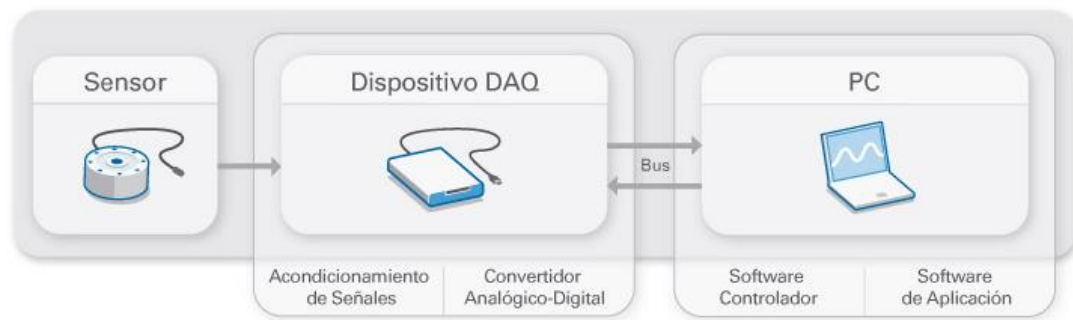 Sensor
Dispositivo DAQ
PC
Bus
Acondicionamiento
de Señales
Convertidor
Analógico-Digital
Software
Controlador
Software
de Aplicación